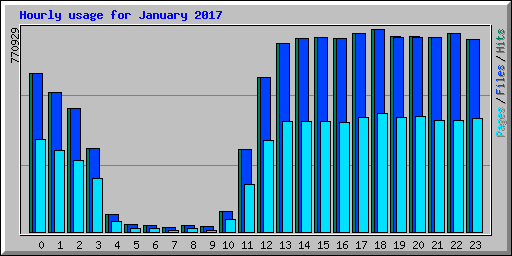 Hourly usage for January 2017
770929
Pages/Files/Hits
0 1 2 3 4 5 6 7 8 9 10 11 12 13 14 15 16 17 18 19 20 21 22 23